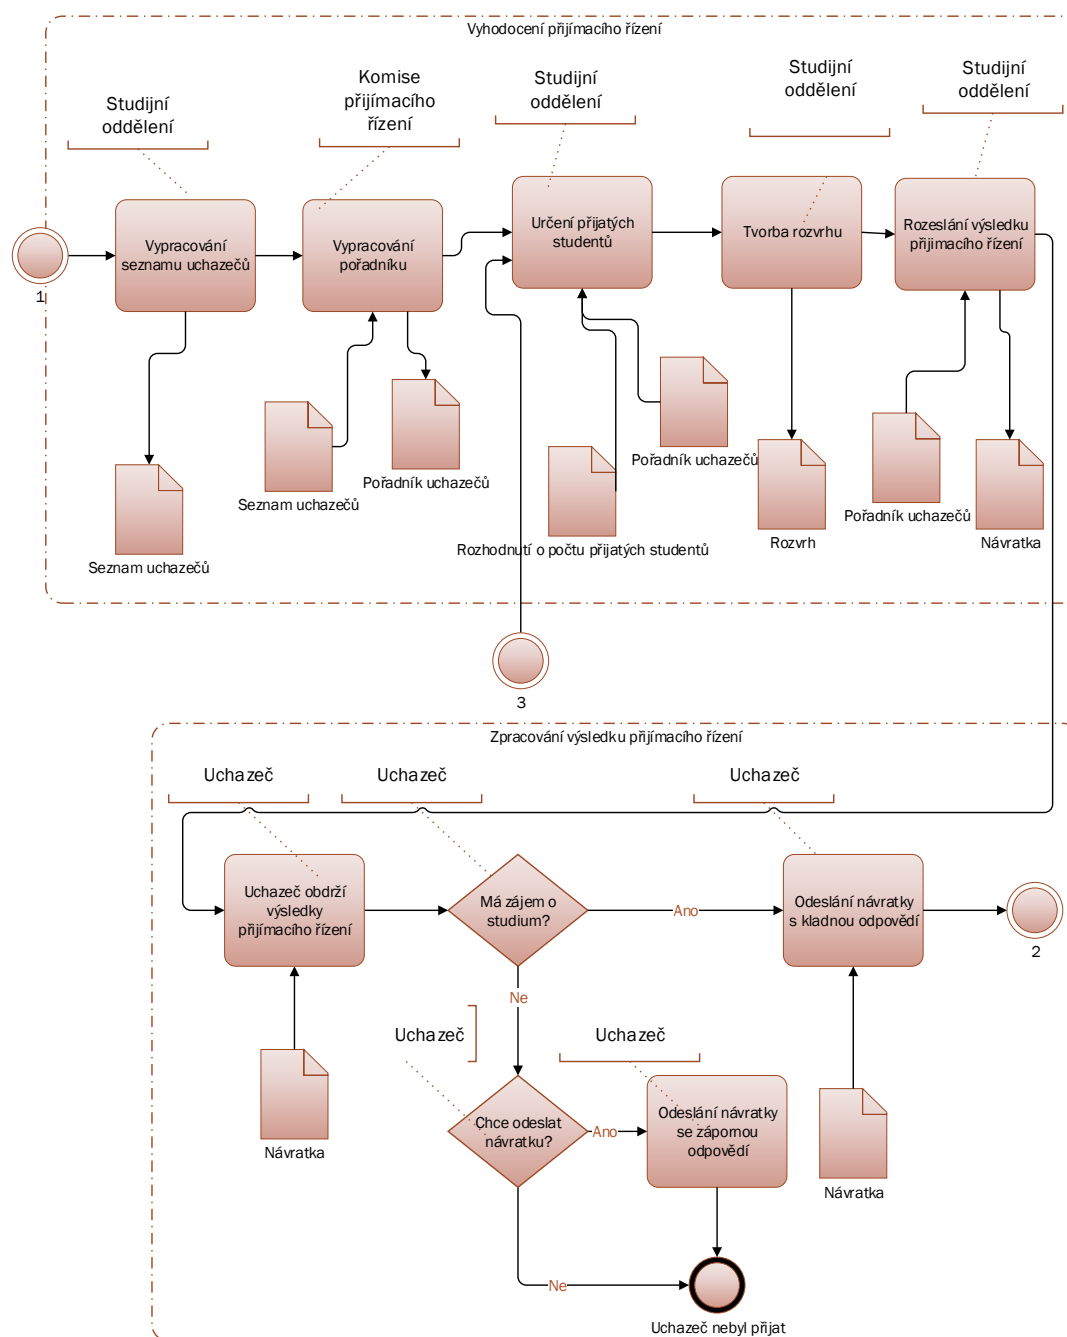 Vyhodocení přijímacího řízení
Studijní
oddělení
Komise
přijímacího
řízení
Studijní
oddělení
Studijní
oddělení
Studijní
oddělení
Vypracování
seznamu uchazečů
Vypracování
pořadníku
Určení přijatých
studentů
Tvorba rozvrhu
Rozeslání výsledku
přijimacího řízení
1
Seznam uchazečů
Seznam uchazečů
Pořadník uchazečů
Rozhodnutí o počtu přijatých studentů
Pořadník uchazečů
Rozvrh
Pořadník uchazečů
Návratka
3
Zpracování výsledku přijímacího řízení
Uchazeč
Uchazeč
Uchazeč
Uchazeč obdrží
výsledky
přijímacího řízení
Má zájem o
studium?
Ano
Odeslání návratky
s kladnou odpovědí
2
Ne
Uchazeč
Uchazeč
Návratka
Chce odeslat
návratku?
Ano
Odeslání návratky
se zápornou
odpovědí
Návratka
Ne
Uchazeč nebyl přijat